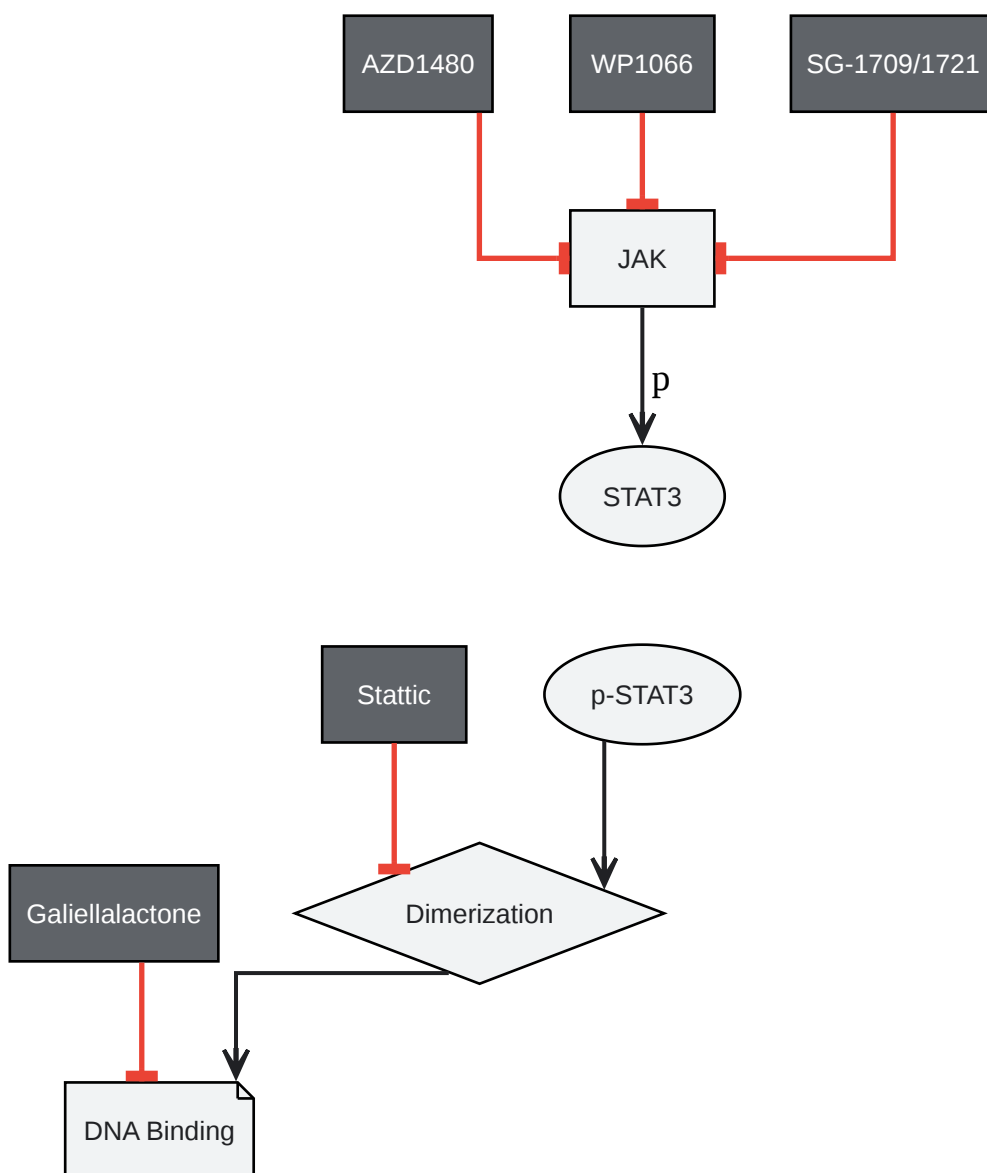 AZD1480
WP1066
SG-1709/1721
JAK
p
STAT3
Stattic
p-STAT3
Dimerization
Galiellalactone
DNA Binding